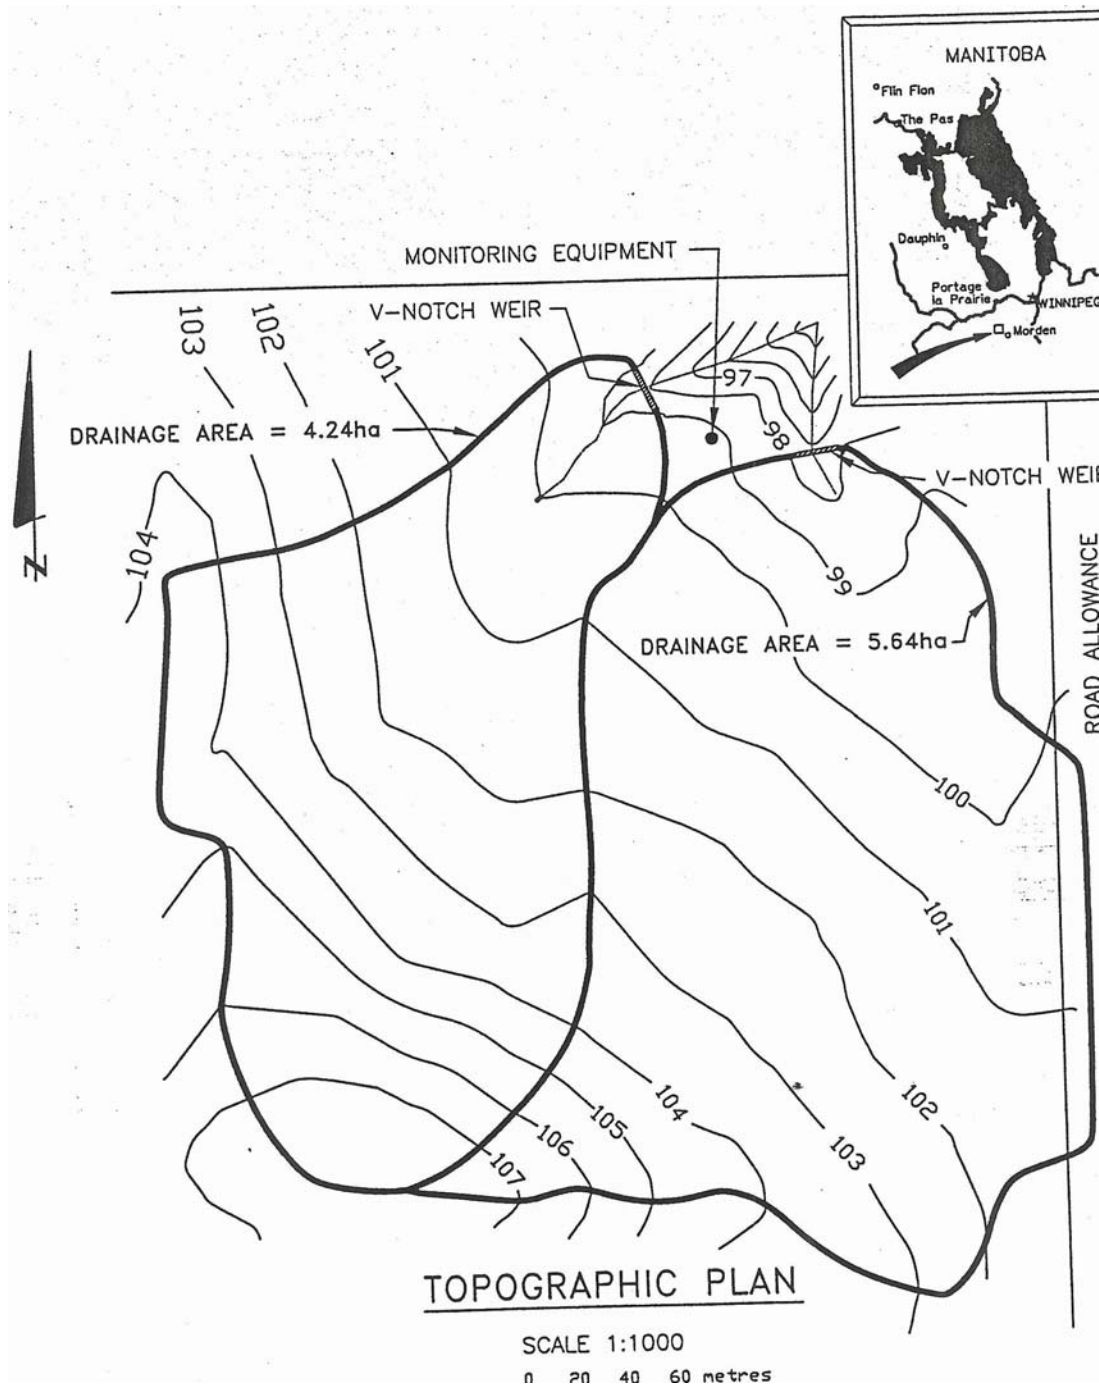 MANITOBA
Flin Flon
The Pas
Dauphin
Portage
la Prairie
WINNIPEG
Morden
MONITORING EQUIPMENT
V-NOTCH WEIR
103
102
101
97
98
DRAINAGE AREA = 4.24ha
V-NOTCH WEIR
104
N
99
DRAINAGE AREA = 5.64ha
ROAD ALLOWANCE
100
101
102
103
104
105
106
107
TOPOGRAPHIC PLAN
SCALE 1:1000
0 20 40 60 metres